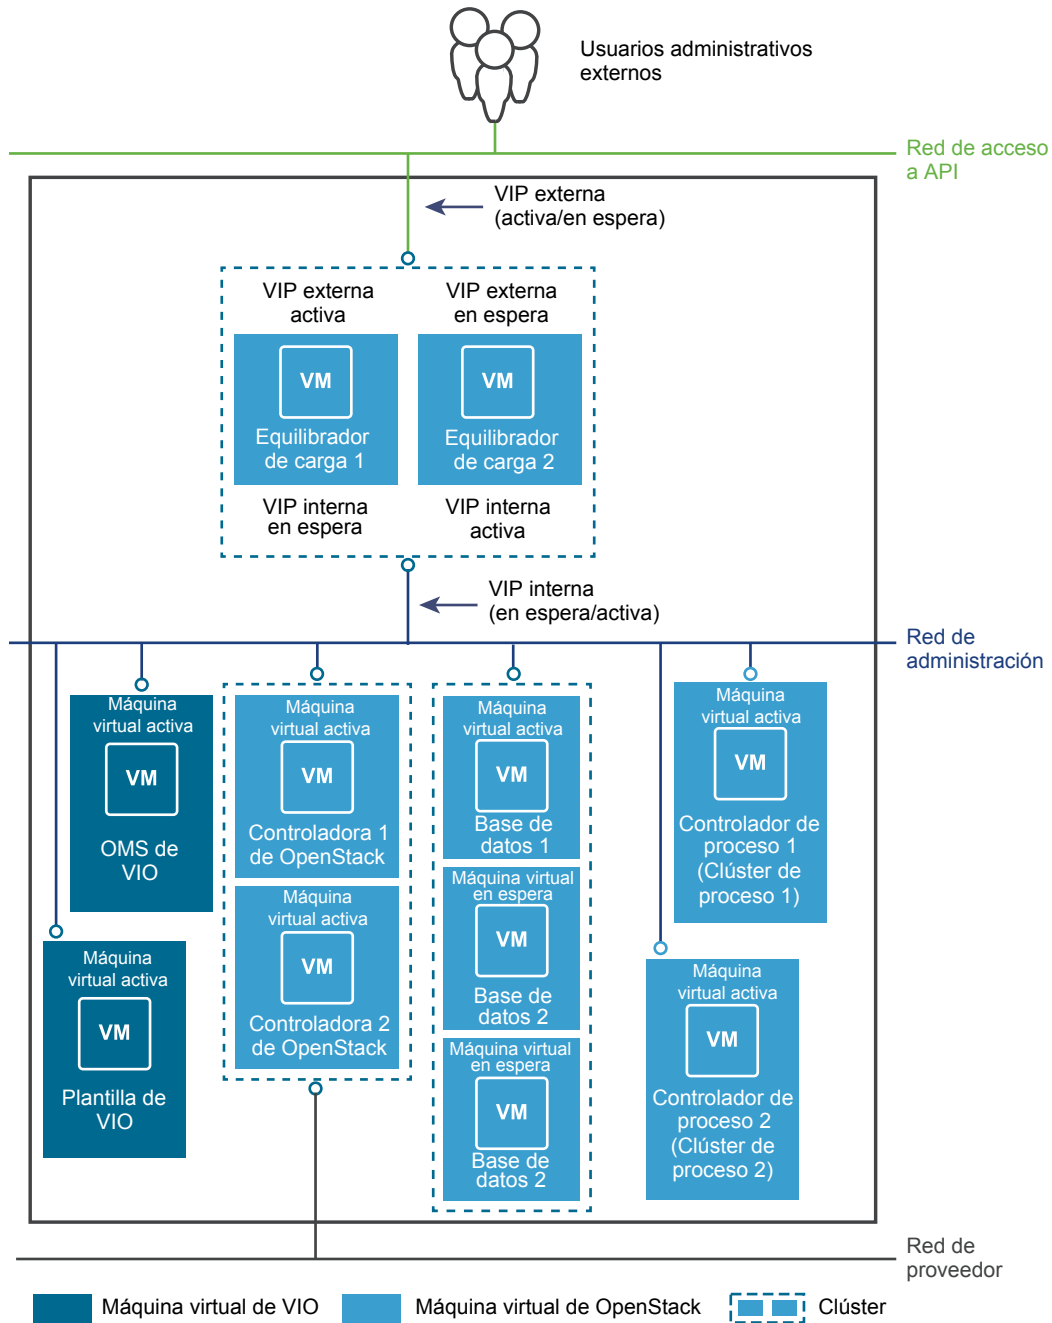 Usuarios administrativos
externos
Red de acceso
a API
VIP externa
(activa/en espera)
VIP externa
activa
VIP externa
en espera
VM
Equilibrador
de carga 1
VM
Equilibrador
de carga 2
VIP interna
en espera
VIP interna
activa
VIP interna
(en espera/activa)
Red de
administración
Máquina
virtual activa
VM
OMS de
VIO
Máquina
virtual activa
VM
Controladora 1
de OpenStack
Máquina
virtual activa
VM
Base de
datos 1
Máquina
virtual activa
VM
Controlador de
proceso 1
(Clúster de
proceso 1)
Máquina
virtual activa
VM
Plantilla de
VIO
Máquina
virtual activa
VM
Controladora 2
de OpenStack
Máquina virtual
en espera
VM
Base de
datos 2
Máquina virtual
en espera
VM
Base de
datos 2
Máquina
virtual activa
VM
Controlador de
proceso 2
(Clúster de
proceso 2)
Red de
proveedor
Máquina virtual de VIO
Máquina virtual de OpenStack
Clúster